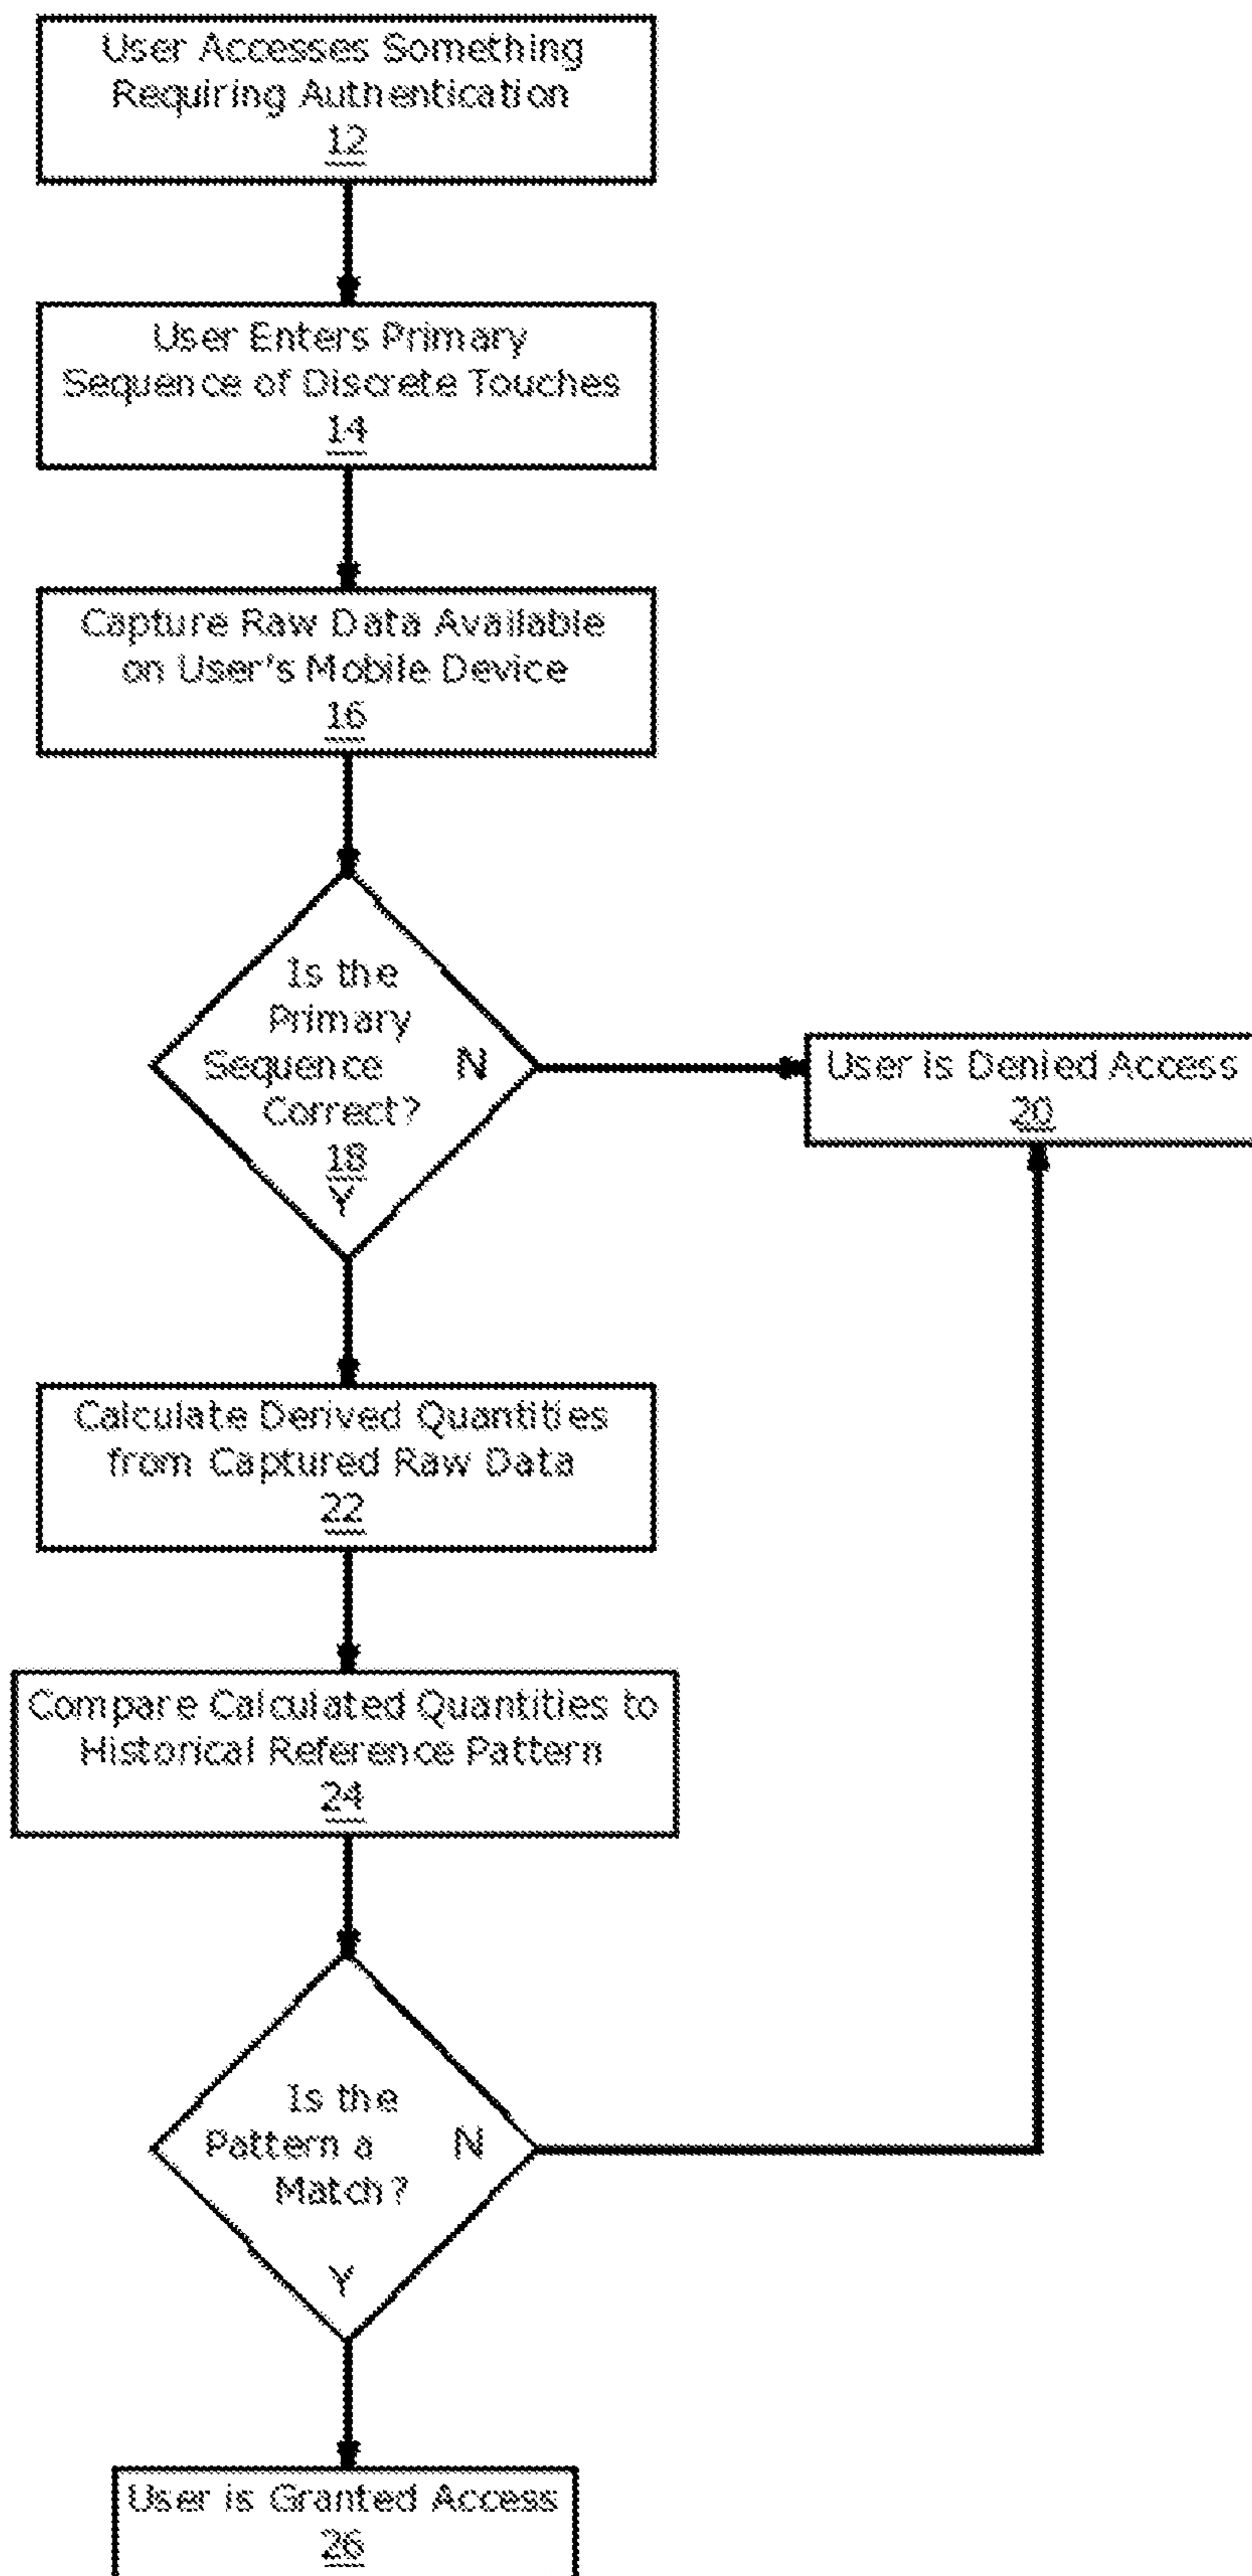 User Accesses Something
Requiring Authentication
12
User Enters Primary
Sequence of Discrete Touches
14
Capture Raw Data Available
on User's Mobile Device
16
Is the
Primary
Sequence N
Correct?
18
Y
User is Denied Access
20
Calculate Derived Quantities
from Captured Raw Data
22
Compare Calculated Quantities to
Historical Reference Pattern
24
Is the
Pattern a N
Match?
Y
User is Granted Access
26